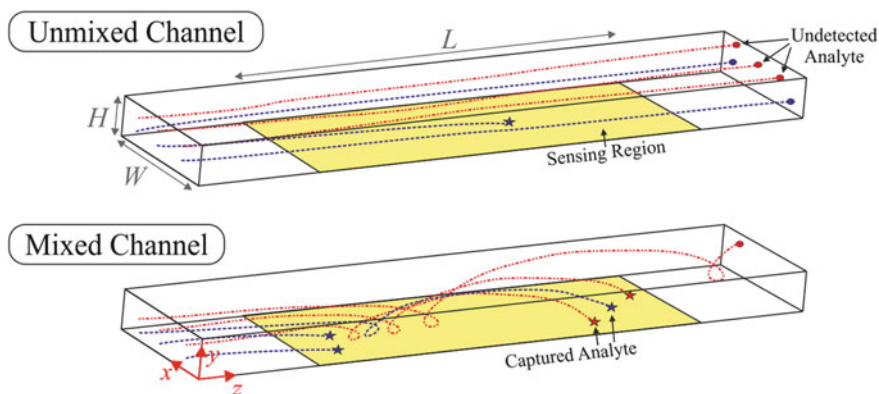 Unmixed Channel
L
Undetected
Analyte
H
W
Sensing Region
Mixed Channel
Captured Analyte
x
y
z